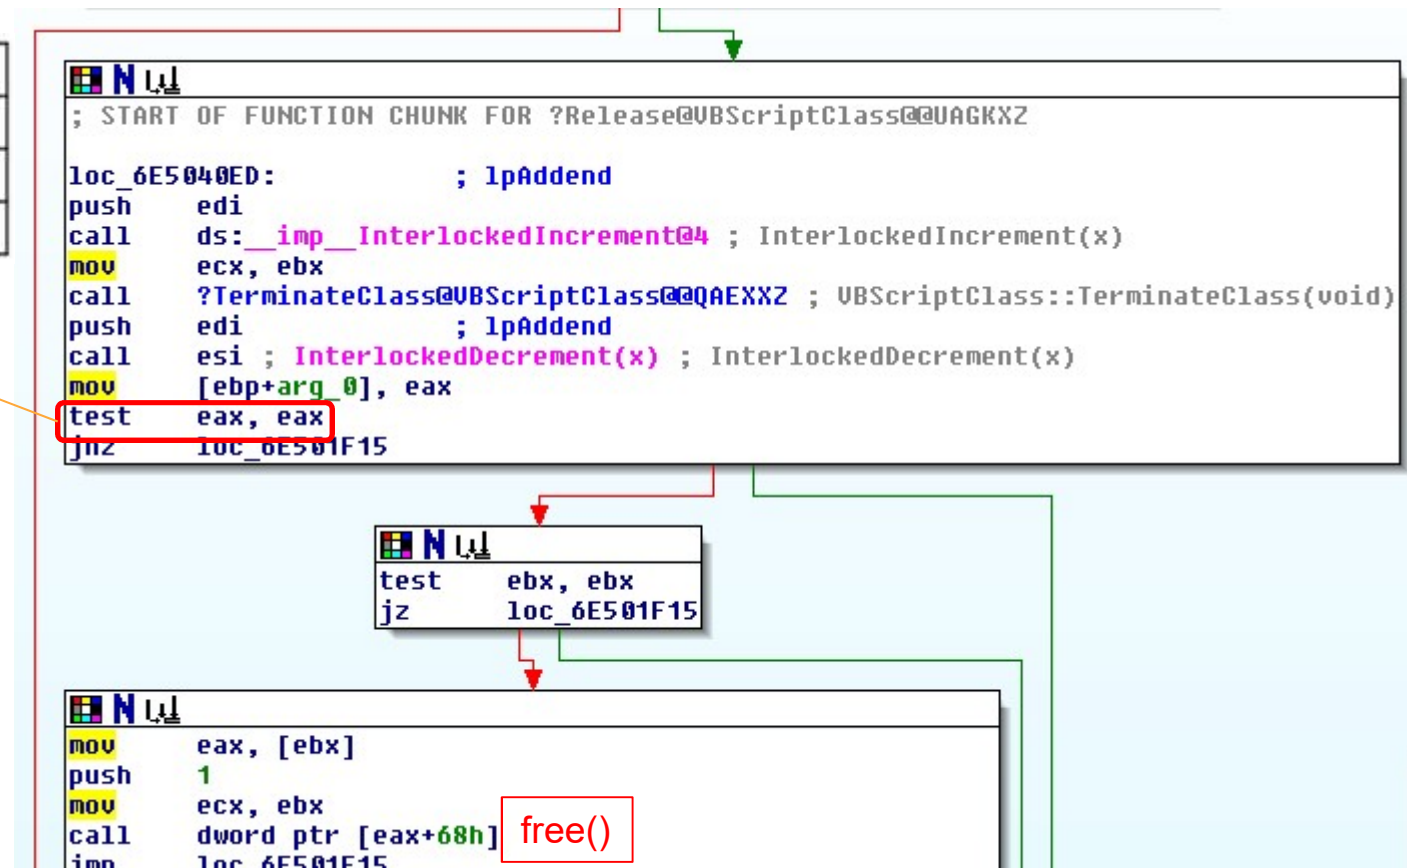 ; START OF FUNCTION CHUNK FOR ?Release@VBScriptClass@@UAGKXZ
loc_6E5040ED: ; lpAddend
push edi
call ds:__imp__InterlockedIncrement@4 ; InterlockedIncrement(x)
mov ecx, ebx
call ?TerminateClass@VBScriptClass@@QAEXXZ ; VBScriptClass::TerminateClass(void)
push edi ; lpAddend
call esi ; InterlockedDecrement(x) ; InterlockedDecrement(x)
mov [ebp+arg_0], eax
test eax, eax
jnz loc_6E501F15
test ebx, ebx
jz loc_6E501F15
mov eax, [ebx]
push 1
mov ecx, ebx
call dword ptr [eax+68h]
free()
jmp loc_6E501F15